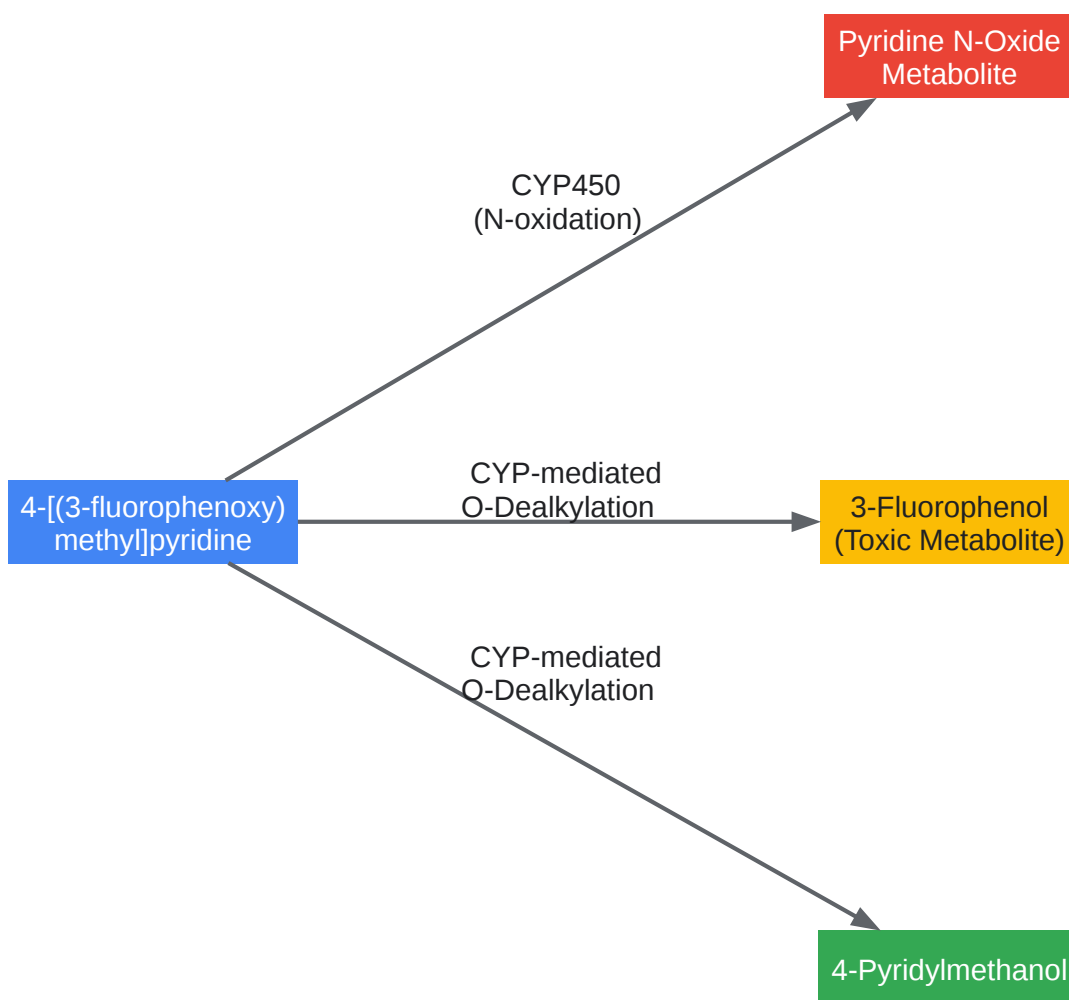 Pyridine N-Oxide
Metabolite
CYP450
(N-oxidation)
CYP-mediated
O-Dealkylation
4-[(3-fluorophenoxy)
methyl]pyridine
3-Fluorophenol
(Toxic Metabolite)
CYP-mediated
O-Dealkylation
4-Pyridylmethanol